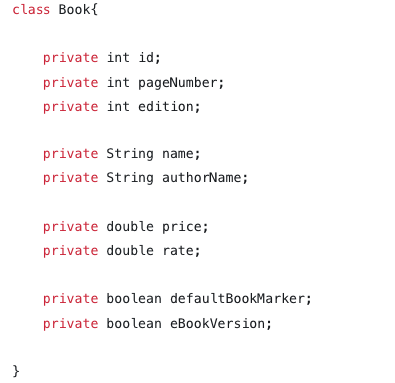 class Book{
private int id;
private int pageNumber;
private int edition;
private String name;
private String authorName;
private double price;
private double rate;
private boolean defaultBookMarker;
private boolean eBookVersion;
}